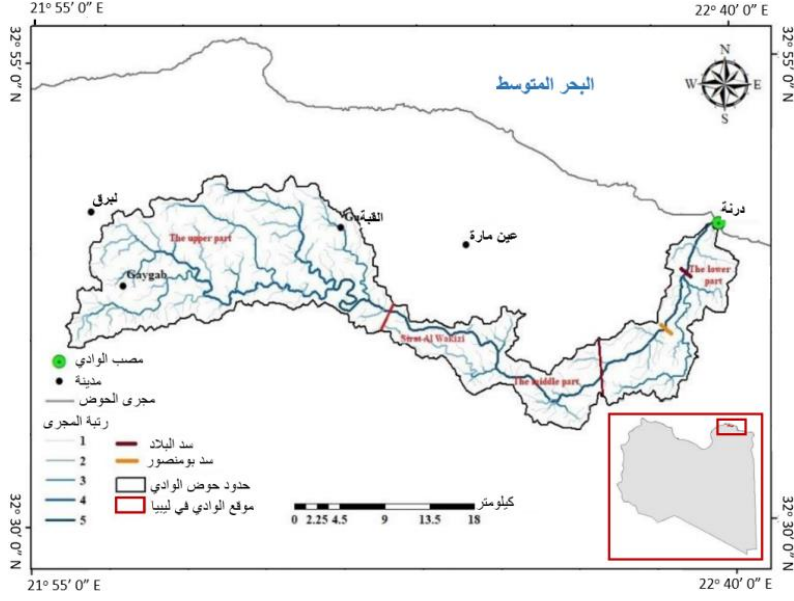 21° 55' 0" E
22° 40' 0" E
32° 55' 0" N
32° 55' 0" N
البحر المتوسط
N
W
E
S
لبرق
القبة
عين مارة
درنة
The upper part
Gaygab
The lower
part
Sirat Al Wakizi
The middle part
مصب الوادي
مدينة
مجرى الحوض
رتبة المجرى
1
2
3
4
5
سد البلاد
سد بومنصور
حدود حوض الوادي
موقع الوادي في ليبيا
كيلومتر
0 2.25 4.5 9 13.5 18
32° 30' 0" N
32° 30' 0" N
21° 55' 0" E
22° 40' 0" E